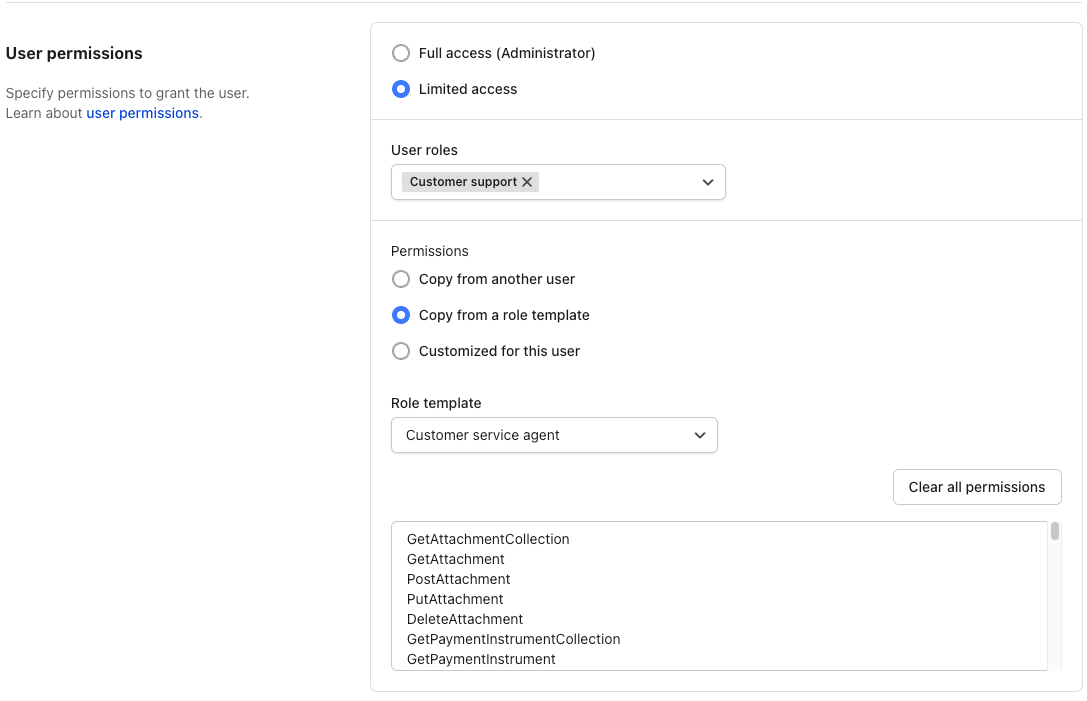 User permissions
Specify permissions to grant the user.
Learn about user permissions.
Full access (Administrator)
Limited access
User roles
Customer support
Permissions
Copy from another user
Copy from a role template
Customized for this user
Role template
Customer service agent
Clear all permissions
GetAttachmentCollection
GetAttachment
PostAttachment
PutAttachment
DeleteAttachment
GetPaymentInstrumentCollection
GetPaymentInstrument